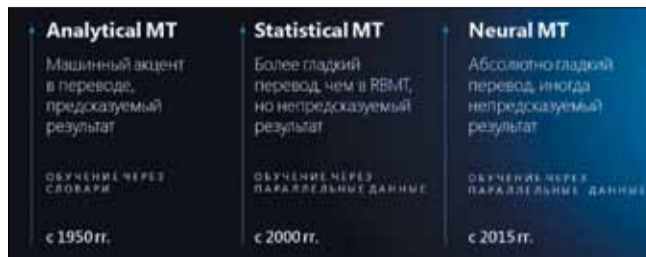 Analytical MT
Машинный акцент
в переводе,
предсказуемый
результат
ОБУЧЕНИЕ ЧЕРЕЗ
СЛОВАРИ
с 1950 гг.
Statistical MT
Более гладкий
перевод, чем в RBMT,
но непредсказуемый
результат
ОБУЧЕНИЕ ЧЕРЕЗ
ПАРАЛЛЕЛЬНЫЕ ДАННЫЕ
с 2000 гг.
Neural MT
Абсолютно гладкий
перевод, иногда
непредсказуемый
результат
ОБУЧЕНИЕ ЧЕРЕЗ
ПАРАЛЛЕЛЬНЫЕ ДАННЫЕ
с 2015 гг.